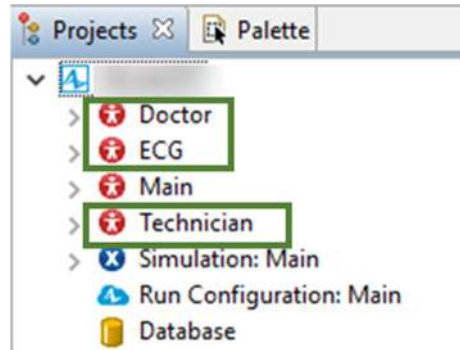 Projects Palette
Doctor
ECG
Main
Technician
Simulation: Main
Run Configuration: Main
Database